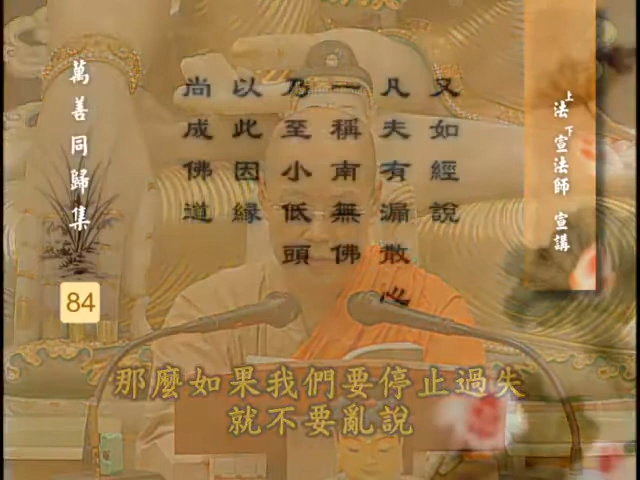 萬善同歸集
84
又如經說
凡夫有漏散心
一稱南無佛
乃至小低頭
以此因緣
尚成佛道
上法下宣法師 宣講
那麼如果我們要停止過失
就不要亂說